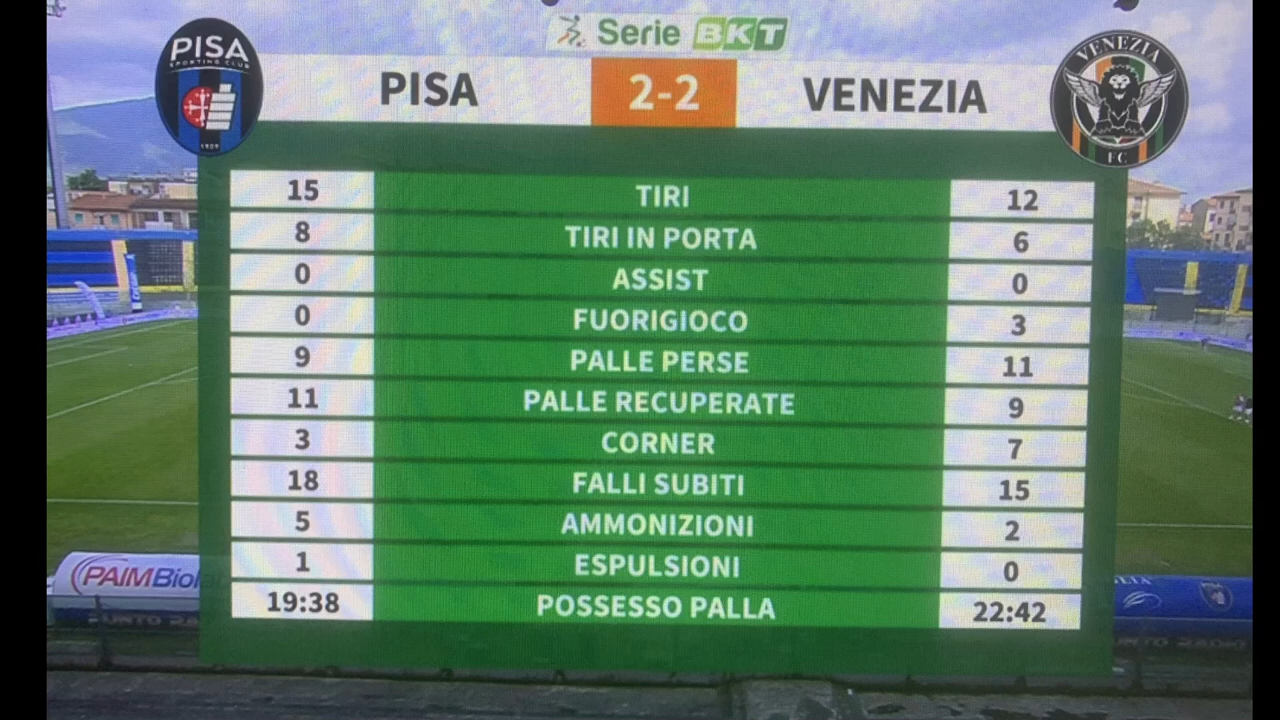 Serie BKT
PISA
SPORTING CLUB
1909
PISA 2-2 VENEZIA
VENEZIA
FC
15 TIRI 12
8 TIRI IN PORTA 6
0 ASSIST 0
0 FUORIGIOCO 3
9 PALLE PERSE 11
11 PALLE RECUPERATE 9
3 CORNER 7
18 FALLI SUBITI 15
5 AMMONIZIONI 2
1 ESPULSIONI 0
19:38 POSSESSO PALLA 22:42
PAIMBiol